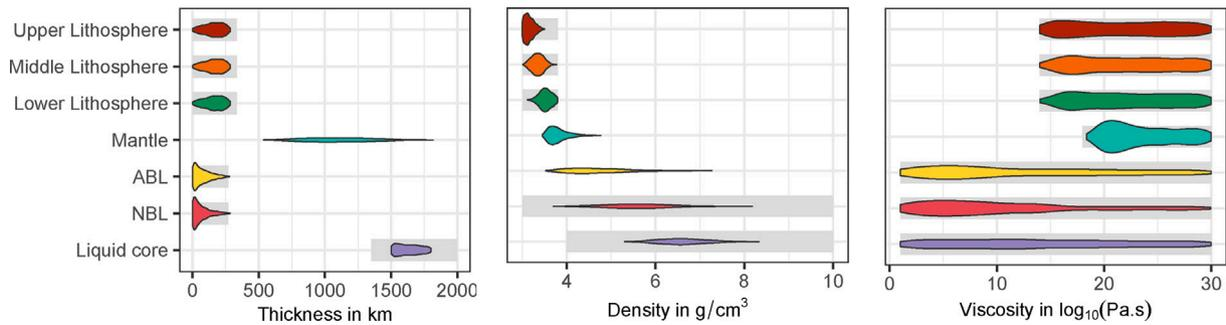 Upper Lithosphere
Middle Lithosphere
Lower Lithosphere
Mantle
ABL
NBL
Liquid core
0 500 1000 1500 2000
Thickness in km
4 6 8 10
Density in g/cm³
0 10 20 30
Viscosity in log₁₀(Pa.s)